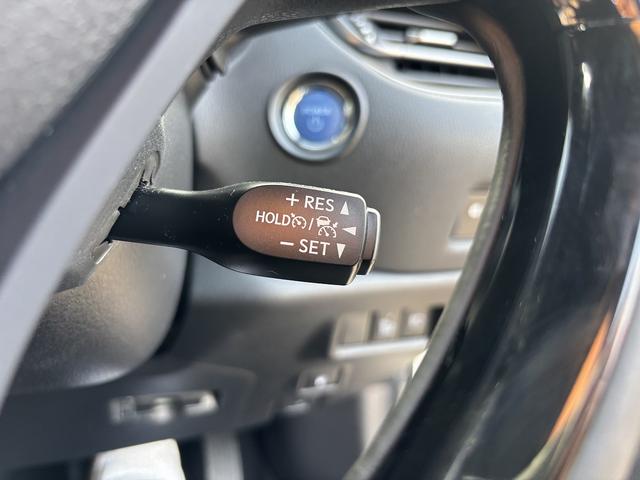 + RES
HOLD /
− SET